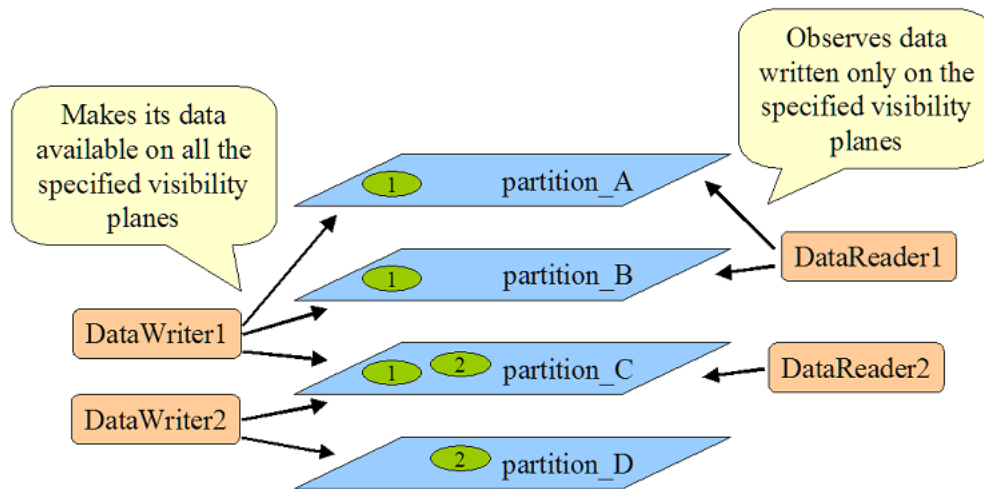 Makes its data
available on all the
specified visibility
planes
Observes data
written only on the
specified visibility
planes
1
partition_A
1
partition_B
1
2
partition_C
2
partition_D
DataWriter1
DataWriter2
DataReader1
DataReader2